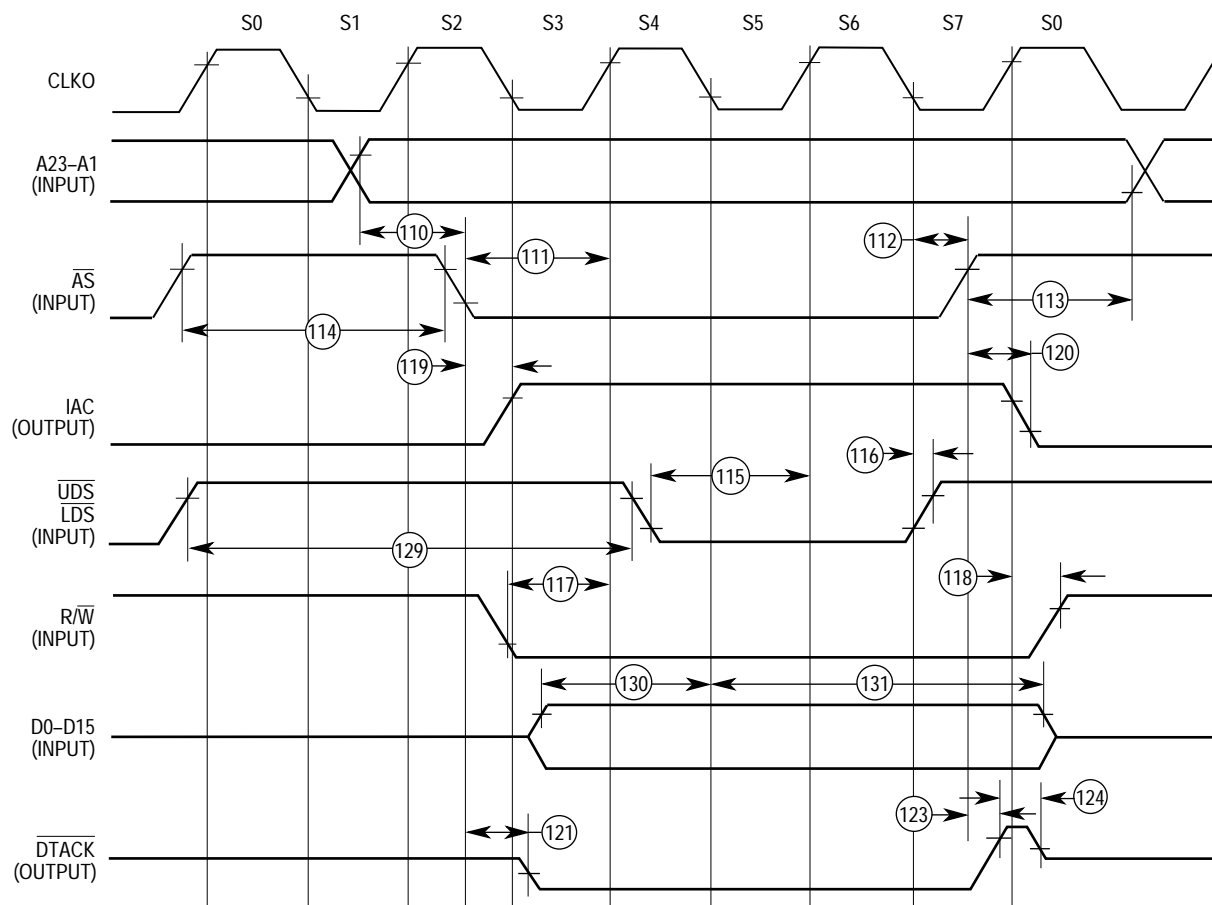 S0 S1 S2 S3 S4 S5 S6 S7 S0
CLKO
A23–A1
(INPUT)
110
111
112
AS
(INPUT)
113
114
119
120
IAC
(OUTPUT)
116
115
UDS
LDS
(INPUT)
129
117
118
R/W
(INPUT)
130
131
D0–D15
(INPUT)
124
123
121
DTACK
(OUTPUT)